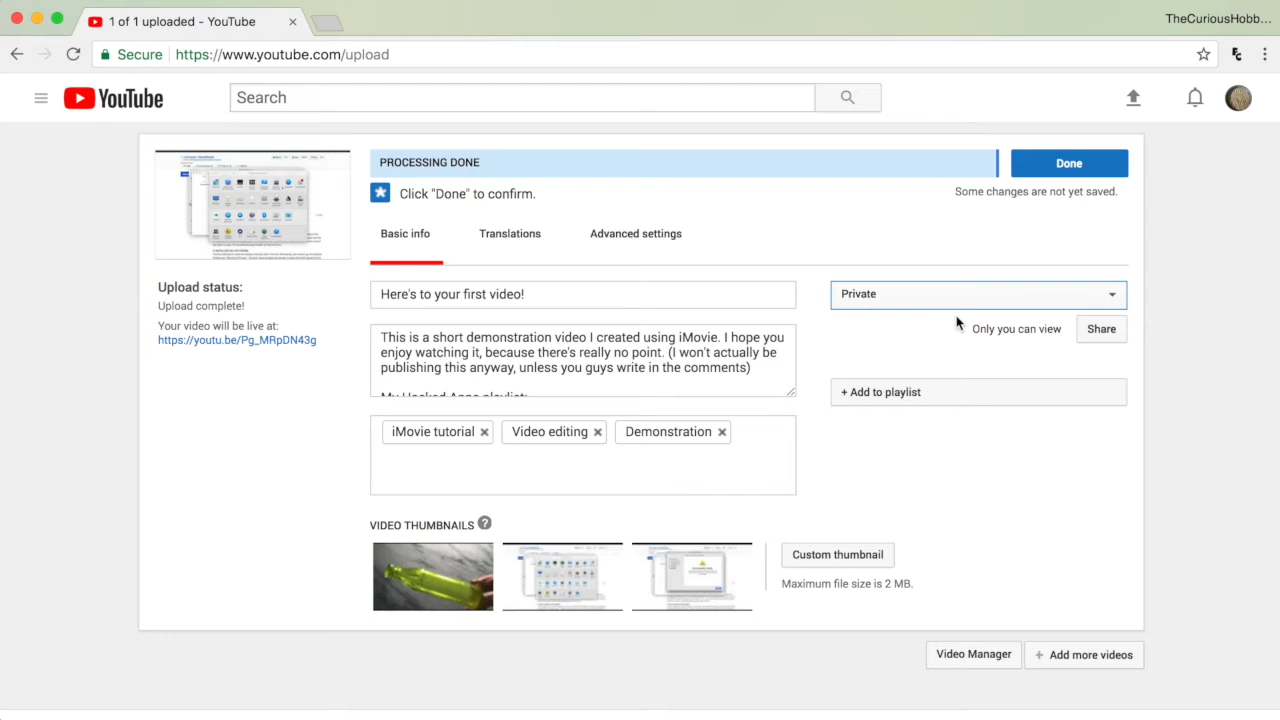 1 of 1 uploaded - YouTube
TheCuriousHobb...
Secure
https://www.youtube.com/upload
YouTube
Search
PROCESSING DONE
Done
Click "Done" to confirm.
Some changes are not yet saved.
Basic info
Translations
Advanced settings
Upload status:
Upload complete!
Your video will be live at:
https://youtu.be/Pg_MRpDN43g
Here's to your first video!
Private
This is a short demonstration video I created using iMovie. I hope you
enjoy watching it, because there's really no point. (I won't actually be
publishing this anyway, unless you guys write in the comments)
My Hooked Apps playlist:
Only you can view
Share
+ Add to playlist
iMovie tutorial
Video editing
Demonstration
VIDEO THUMBNAILS
Custom thumbnail
Maximum file size is 2 MB.
Video Manager
+ Add more videos